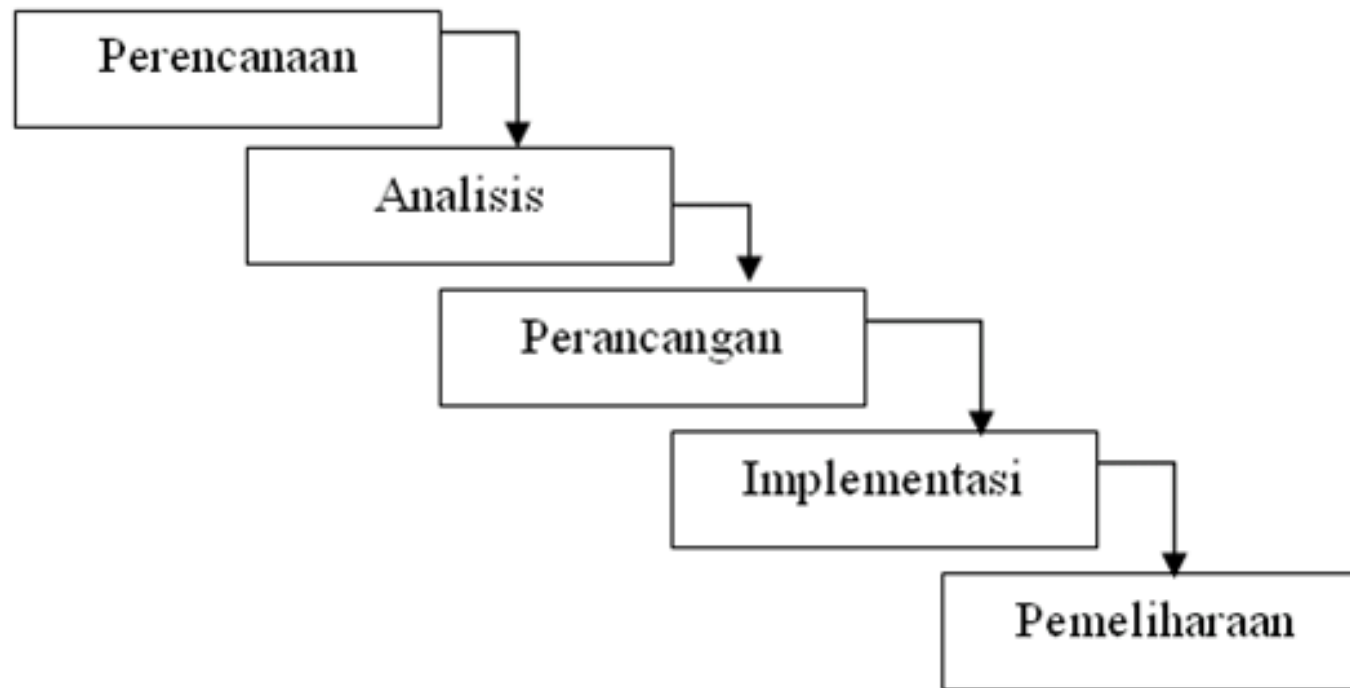 Perencanaan
Analisis
Perancangan
Implementasi
Pemeliharaan